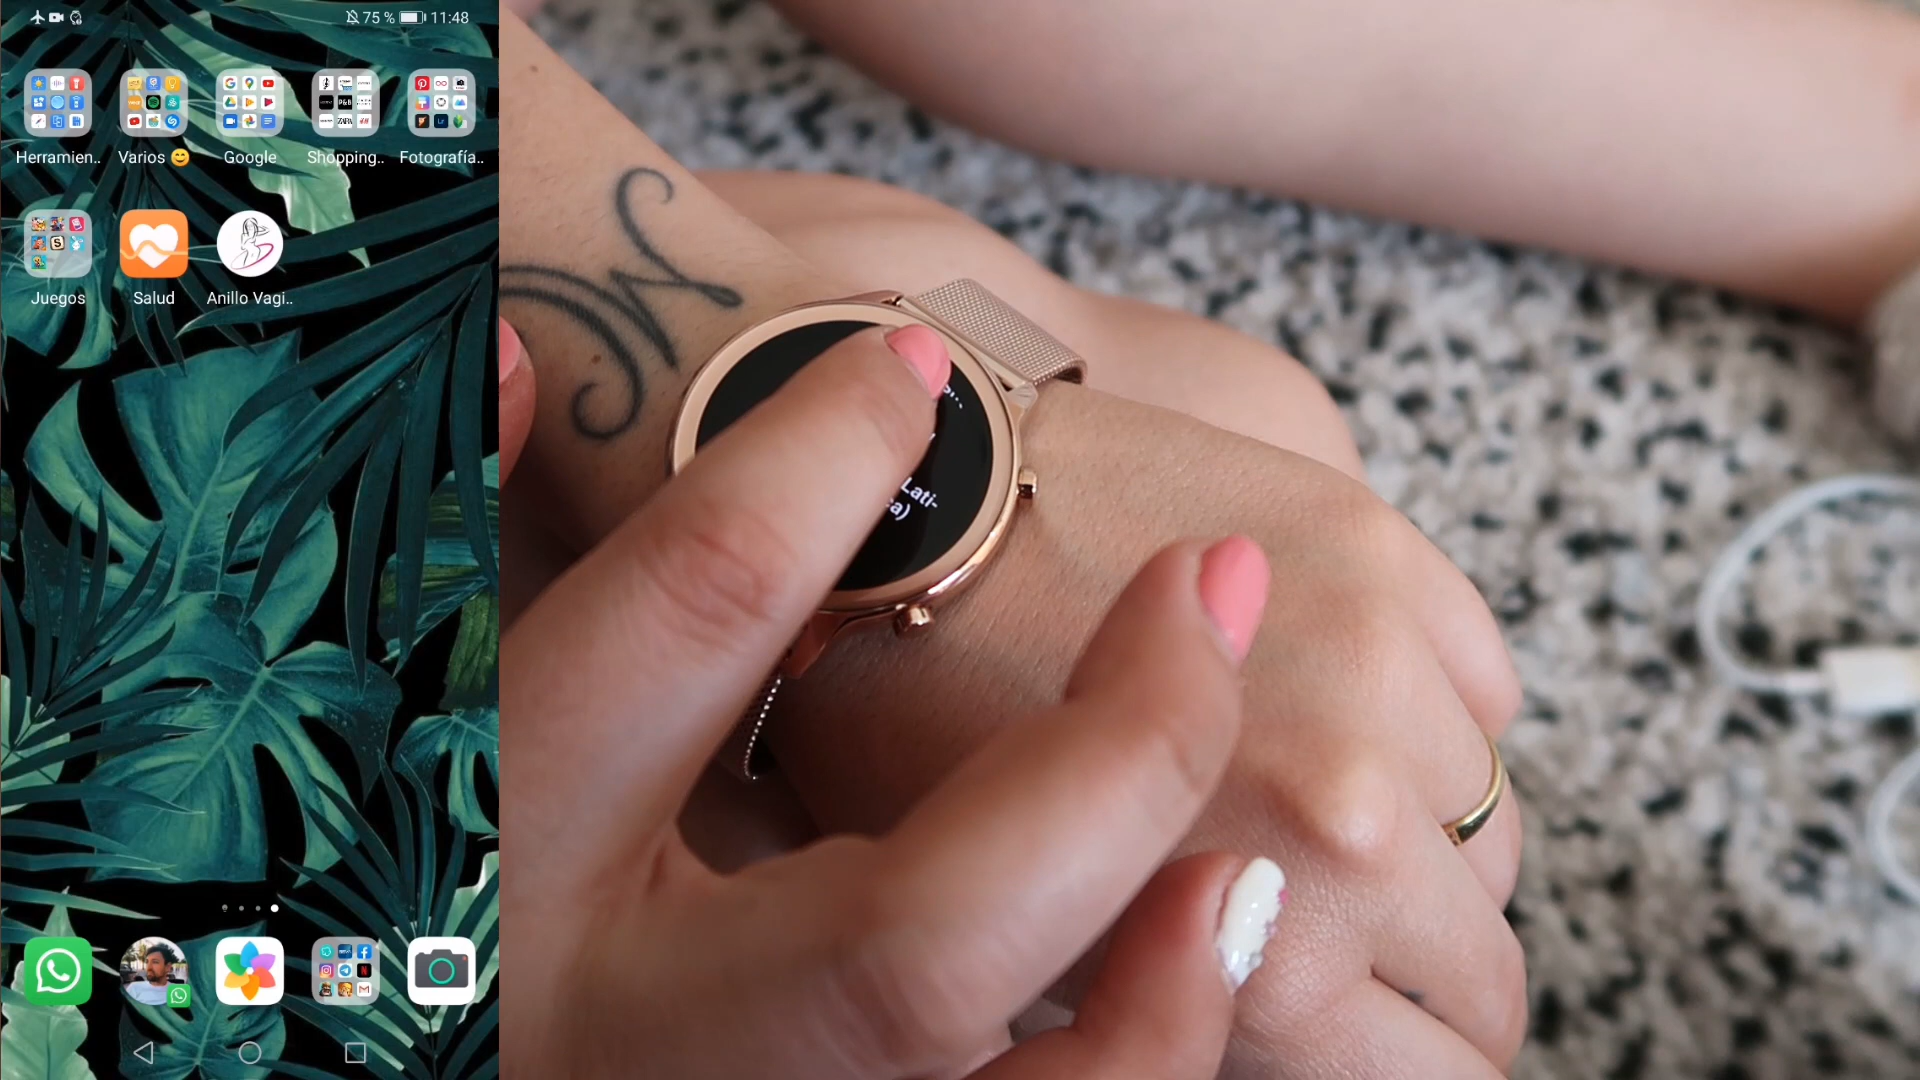 75 % 11:48
Herramien.. Varios 😊 Google Shopping.. Fotografía..
Juegos Salud Anillo Vagi..
Lati-
a)